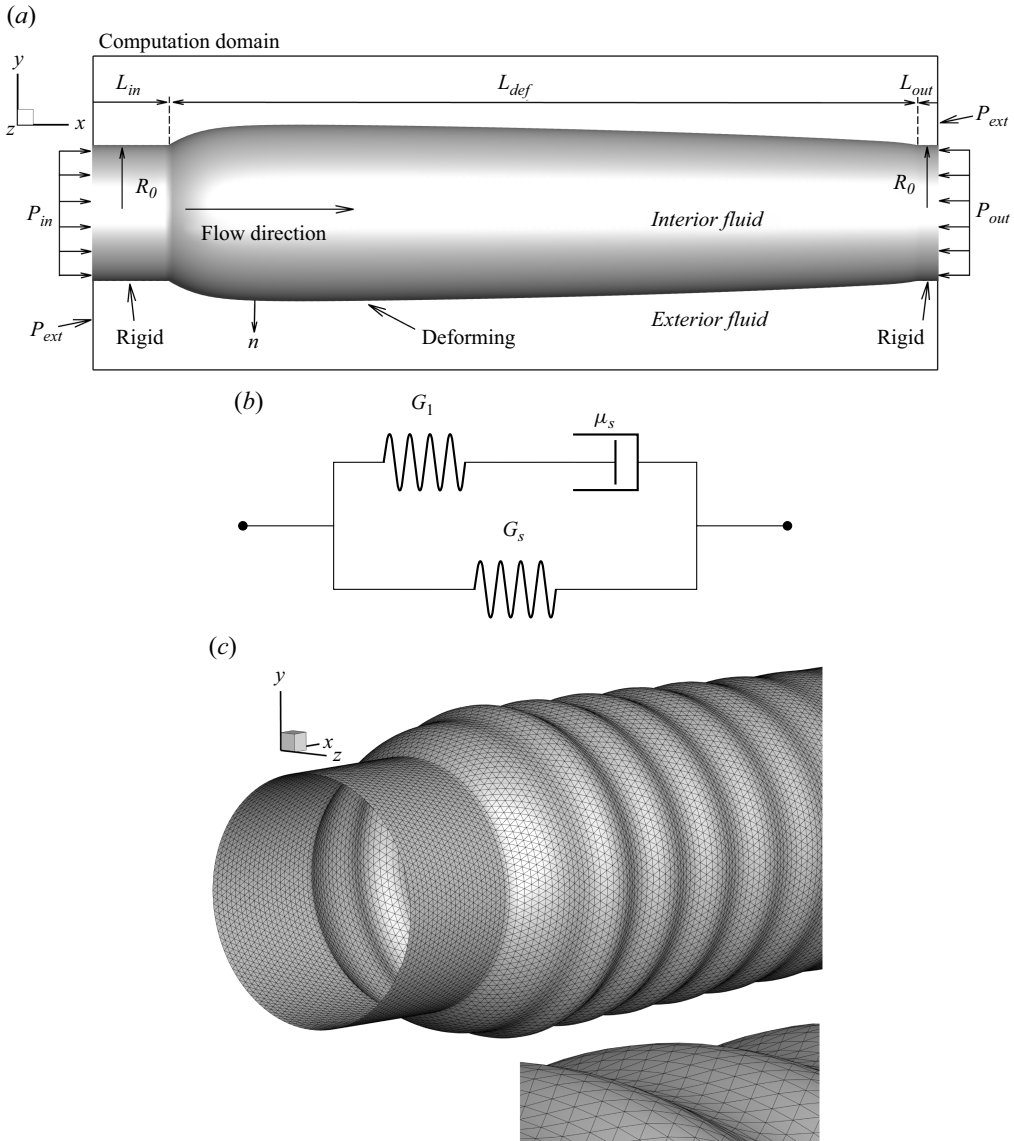 (a)
Computation domain
y
z
x
L_in
L_def
L_out
P_ext
R_0
R_0
P_in
Flow direction
Interior fluid
P_out
P_ext
Rigid
n
Deforming
Exterior fluid
Rigid
(b)
G_1
μ_s
G_s
(c)
y
x
z